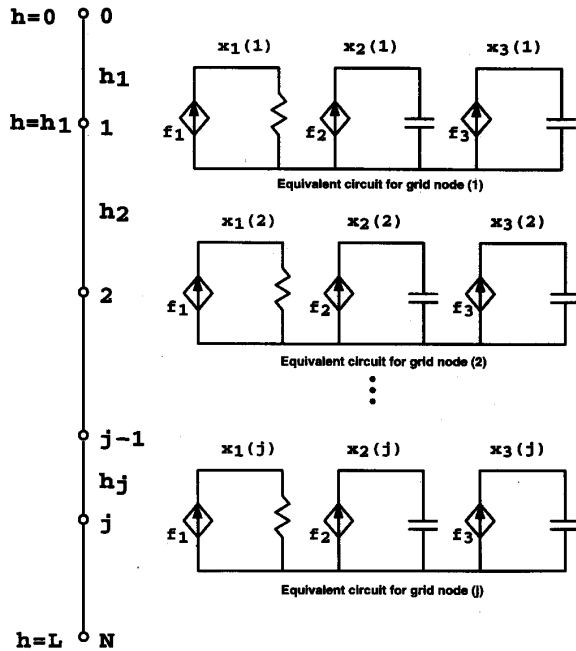 h=0 0
x1(1) x2(1) x3(1)
h1
h=h1 1
f1 f2 f3
Equivalent circuit for grid node (1)
h2
x1(2) x2(2) x3(2)
2
f1 f2 f3
Equivalent circuit for grid node (2)
j-1
x1(j) x2(j) x3(j)
hj
j
f1 f2 f3
Equivalent circuit for grid node (j)
h=L N